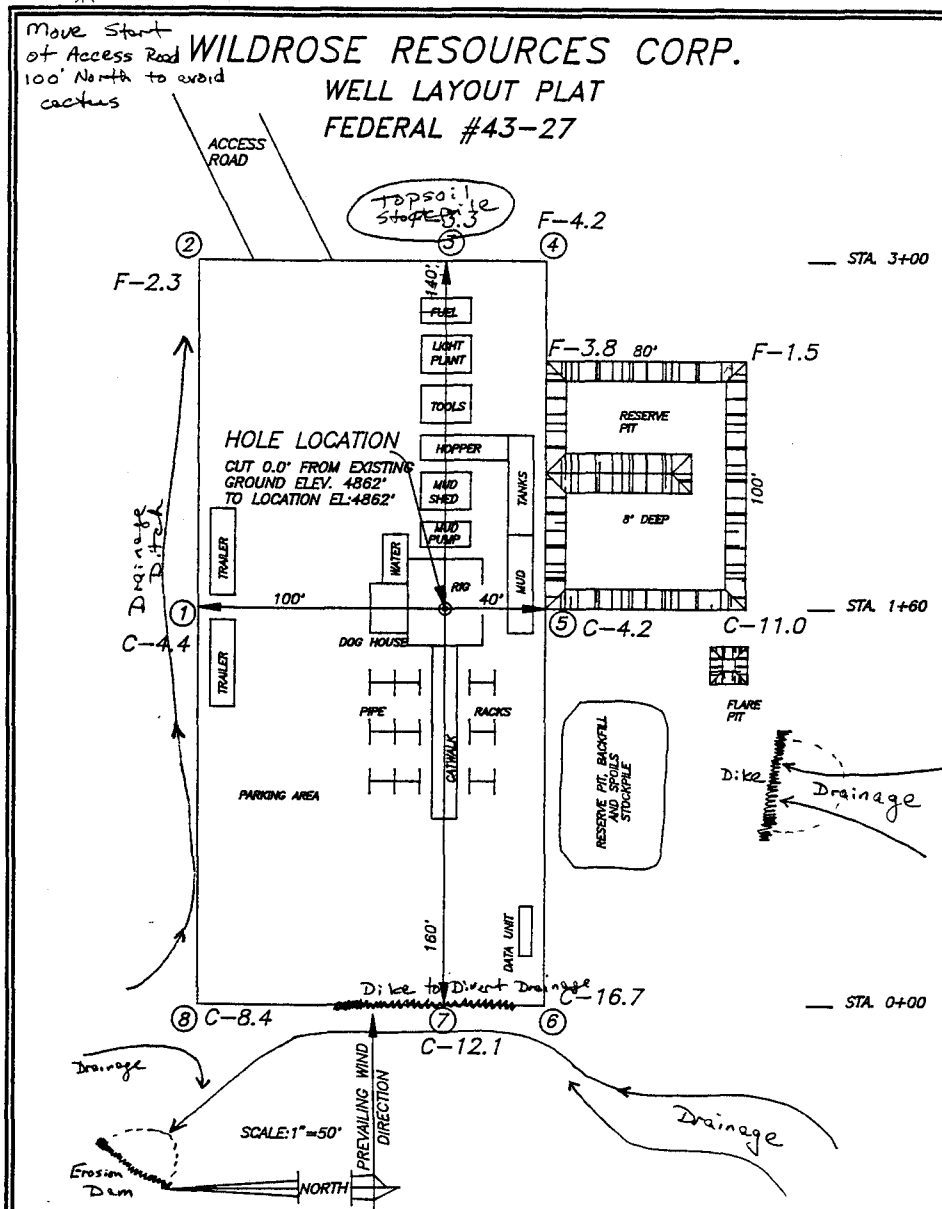 Move Start
of Access Road
100' North to avoid
cactus
WILDROSE RESOURCES CORP.
WELL LAYOUT PLAT
FEDERAL #43-27
ACCESS
ROAD
Topsoil
Stockpile
3.3
F-4.2
2
3
4
STA. 3+00
F-2.3
140'
FUEL
LIGHT
PLANT
F-3.8
80'
F-1.5
TOOLS
RESERVE
PIT
HOLE LOCATION
CUT 0.0' FROM EXISTING
GROUND ELEV. 4862'
TO LOCATION EL:4862'
HOPPER
MUD
SHED
TANKS
100'
8' DEEP
MUD
PUMP
Drainage
Ditch
TRAILER
WATER
RIG
MUD
1
100'
40'
5
STA. 1+60
C-4.4
C-4.2
C-11.0
DOG HOUSE
TRAILER
PIPE
RACKS
FLARE
PIT
CATWALK
RESERVE PIT, BACKFILL
AND SPOILS
STOCKPILE
Dike
Drainage
PARKING AREA
160'
DATA UNIT
Dike to Divert Drainage
C-16.7
STA. 0+00
8
C-8.4
7
6
C-12.1
Drainage
PREVAILING WIND
DIRECTION
SCALE:1"=50'
Drainage
Erosion
Dam
NORTH